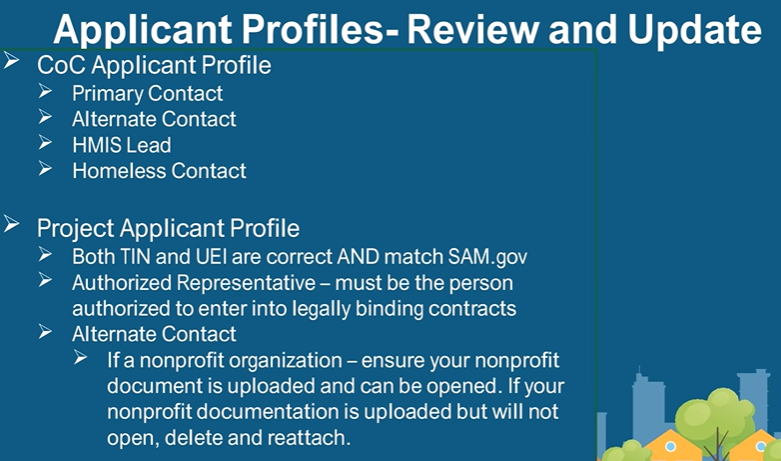 Applicant Profiles- Review and Update
➢ CoC Applicant Profile
➢ Primary Contact
➢ Alternate Contact
➢ HMIS Lead
➢ Homeless Contact
➢ Project Applicant Profile
➢ Both TIN and UEI are correct AND match SAM.gov
➢ Authorized Representative – must be the person
authorized to enter into legally binding contracts
➢ Alternate Contact
➢ If a nonprofit organization – ensure your nonprofit
document is uploaded and can be opened. If your
nonprofit documentation is uploaded but will not
open, delete and reattach.